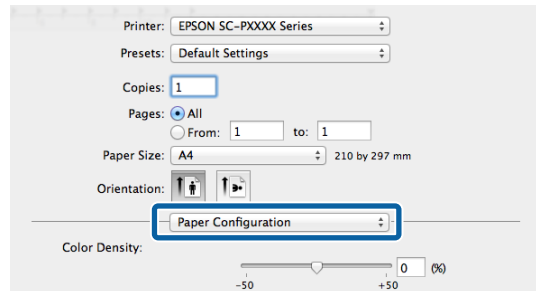 Printer: EPSON SC-PXXXX Series
Presets: Default Settings
Copies: 1
Pages: All
From: 1 to: 1
Paper Size: A4 210 by 297 mm
Orientation:
Paper Configuration
Color Density:
0 (%)
-50 +50